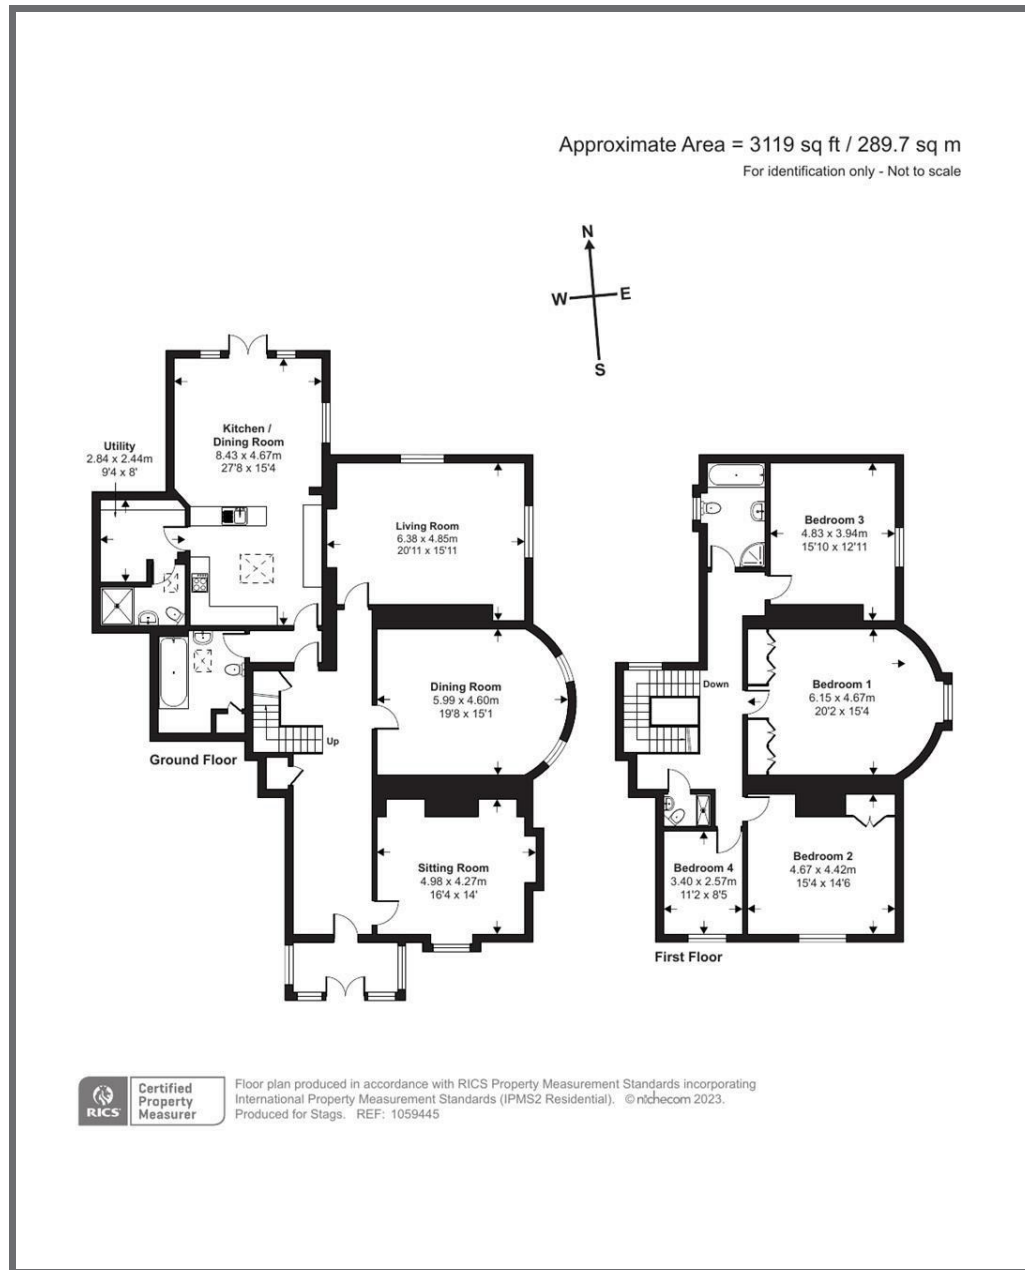 Approximate Area = 3119 sq ft / 289.7 sq m
For identification only - Not to scale
N
W
E
S
Utility
2.84 x 2.44m
9'4 x 8'
Kitchen /
Dining Room
8.43 x 4.67m
27'8 x 15'4
Living Room
6.38 x 4.85m
20'11 x 15'11
Dining Room
5.99 x 4.60m
19'8 x 15'1
Up
Ground Floor
Sitting Room
4.98 x 4.27m
16'4 x 14'
Bedroom 3
4.83 x 3.94m
15'10 x 12'11
Down
Bedroom 1
6.15 x 4.67m
20'2 x 15'4
Bedroom 4
3.40 x 2.57m
11'2 x 8'5
Bedroom 2
4.67 x 4.42m
15'4 x 14'6
First Floor
RICS
Certified
Property
Measurer
Floor plan produced in accordance with RICS Property Measurement Standards incorporating
International Property Measurement Standards (IPMS2 Residential). © nichecom 2023.
Produced for Stags. REF: 1059445